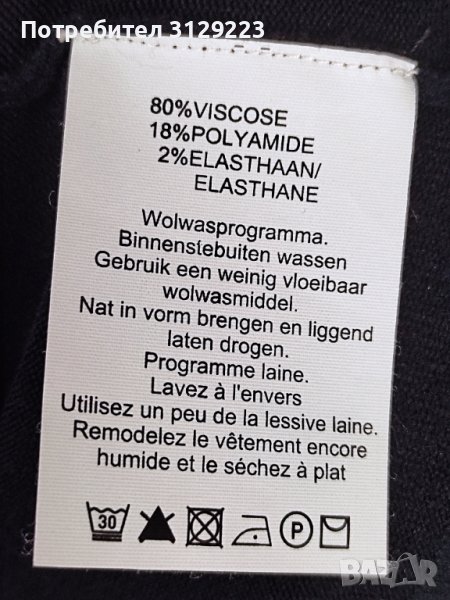 Потребител 3129223
80%VISCOSE
18%POLYAMIDE
2%ELASTHAAN/
ELASTHANE
Wolwasprogramma.
Binnenstebuiten wassen
Gebruik een weinig vloeibaar
wolwasmiddel.
Nat in vorm brengen en liggend
laten drogen.
Programme laine.
Lavez à l'envers
Utilisez un peu de la lessive laine.
Remodelez le vêtement encore
humide et le séchez à plat
30 P
BAZAR